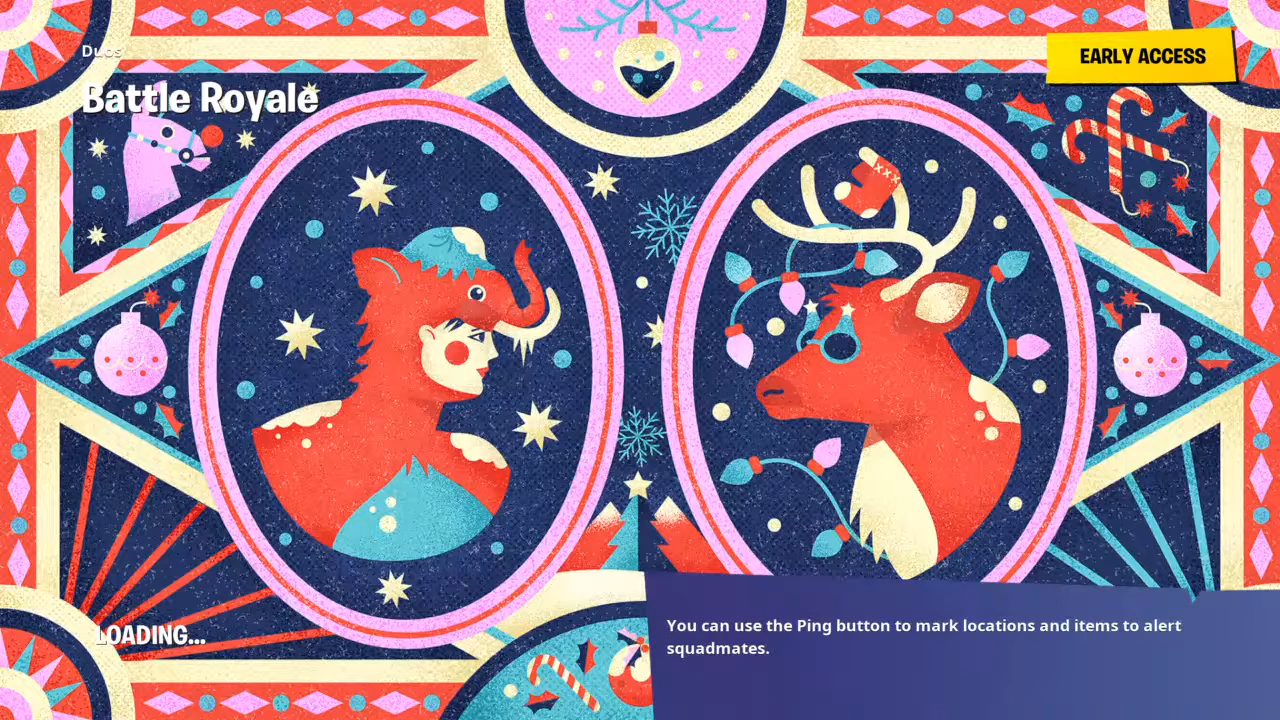 Duos
Battle Royale
EARLY ACCESS
LOADING...
You can use the Ping button to mark locations and items to alert
squadmates.